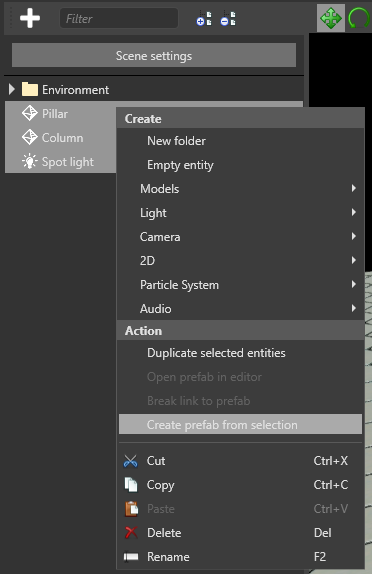 Filter
Scene settings
Environment
Pillar
Column
Spot light
Create
New folder
Empty entity
Models
Light
Camera
2D
Particle System
Audio
Action
Duplicate selected entities
Open prefab in editor
Break link to prefab
Create prefab from selection
Cut Ctrl+X
Copy Ctrl+C
Paste Ctrl+V
Delete Del
Rename F2